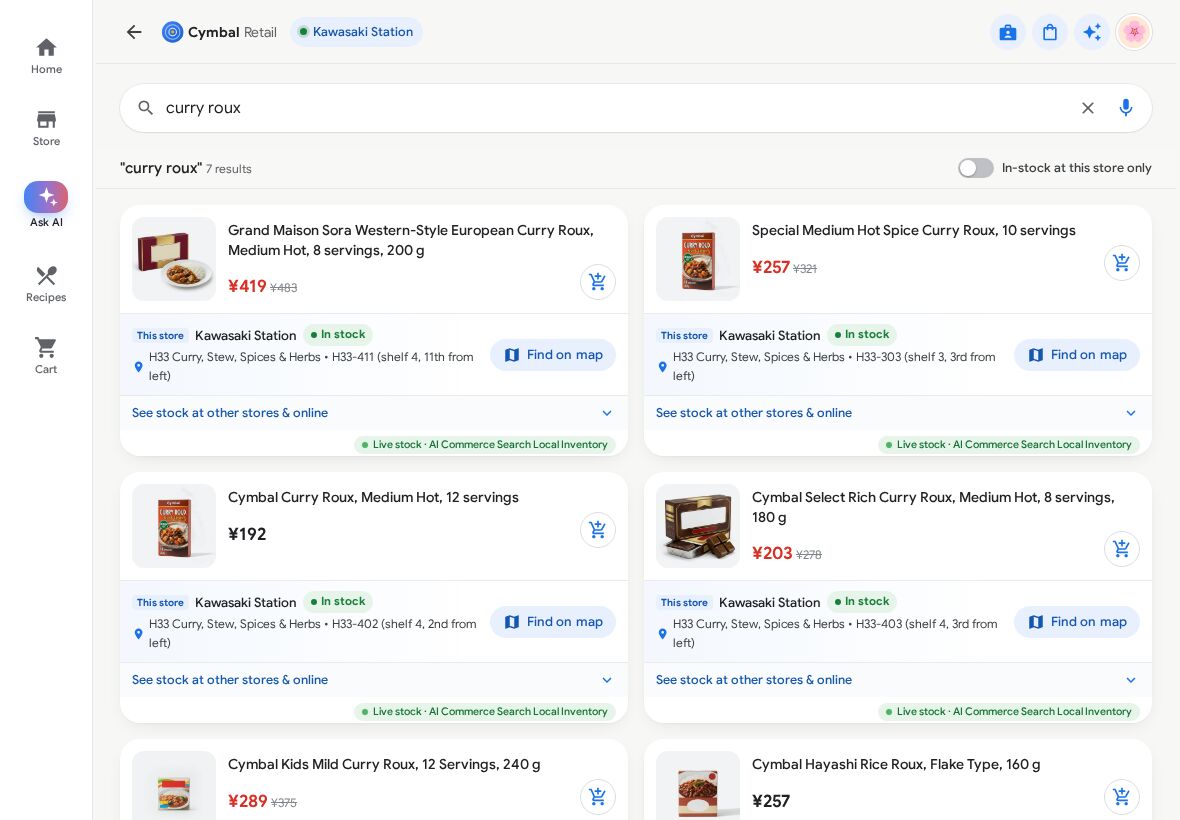 Home
Store
Ask AI
Recipes
Cart
Cymbal Retail
Kawasaki Station
curry roux
"curry roux" 7 results
In-stock at this store only
Grand Maison Sora Western-Style European Curry Roux,
Medium Hot, 8 servings, 200 g
¥419 ¥483
This store Kawasaki Station In stock
H33 Curry, Stew, Spices & Herbs • H33-411 (shelf 4, 11th from
left)
Find on map
See stock at other stores & online
Live stock · AI Commerce Search Local Inventory
Special Medium Hot Spice Curry Roux, 10 servings
¥257 ¥321
This store Kawasaki Station In stock
H33 Curry, Stew, Spices & Herbs • H33-303 (shelf 3, 3rd from
left)
Find on map
See stock at other stores & online
Live stock · AI Commerce Search Local Inventory
Cymbal Curry Roux, Medium Hot, 12 servings
¥192
This store Kawasaki Station In stock
H33 Curry, Stew, Spices & Herbs • H33-402 (shelf 4, 2nd from
left)
Find on map
See stock at other stores & online
Live stock · AI Commerce Search Local Inventory
Cymbal Select Rich Curry Roux, Medium Hot, 8 servings,
180 g
¥203 ¥278
This store Kawasaki Station In stock
H33 Curry, Stew, Spices & Herbs • H33-403 (shelf 4, 3rd from
left)
Find on map
See stock at other stores & online
Live stock · AI Commerce Search Local Inventory
Cymbal Kids Mild Curry Roux, 12 Servings, 240 g
¥289 ¥375
Cymbal Hayashi Rice Roux, Flake Type, 160 g
¥257